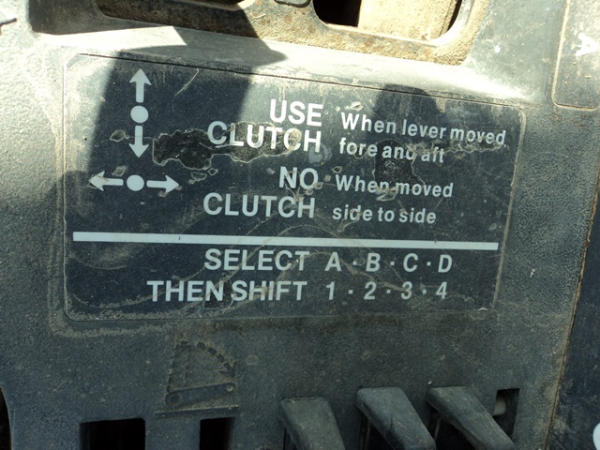 USE When lever moved
CLUTCH fore and aft
NO When moved
CLUTCH side to side
SELECT A · B · C · D
THEN SHIFT 1 · 2 · 3 · 4